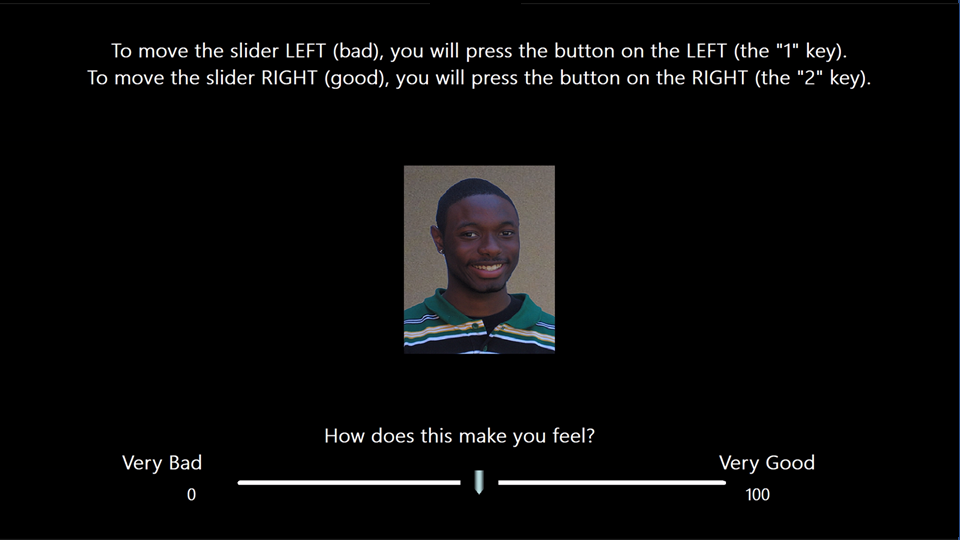 To move the slider LEFT (bad), you will press the button on the LEFT (the "1" key).
To move the slider RIGHT (good), you will press the button on the RIGHT (the "2" key).
How does this make you feel?
Very Bad
Very Good
0
100